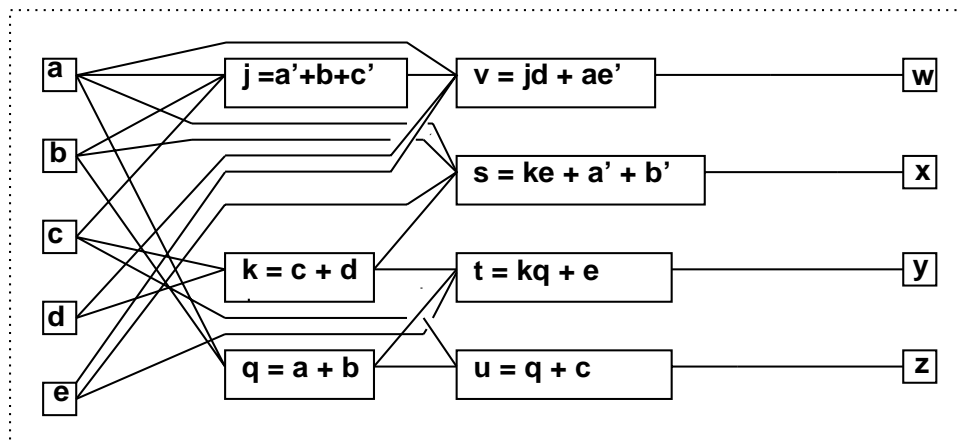 a
j =a’+b+c’
v = jd + ae’
w
b
s = ke + a’ + b’
x
c
k = c + d
t = kq + e
y
d
q = a + b
u = q + c
z
e